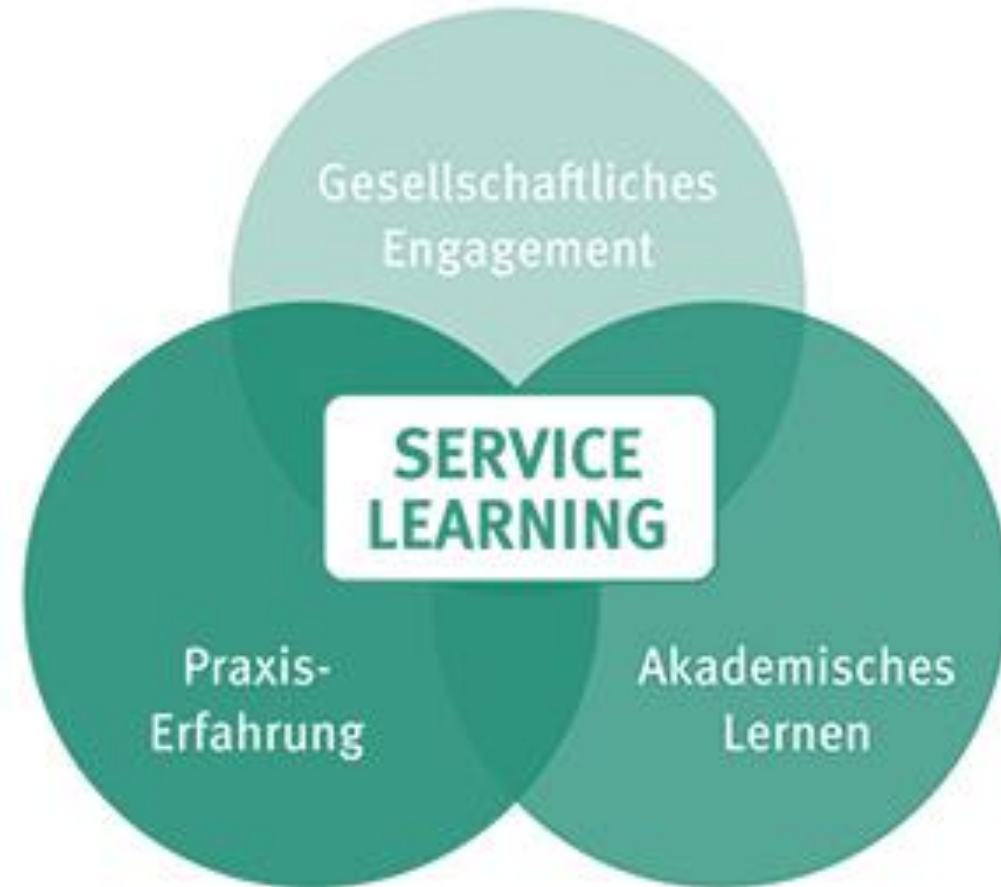 Gesellschaftliches
Engagement
SERVICE
LEARNING
Praxis-
Erfahrung
Akademisches
Lernen